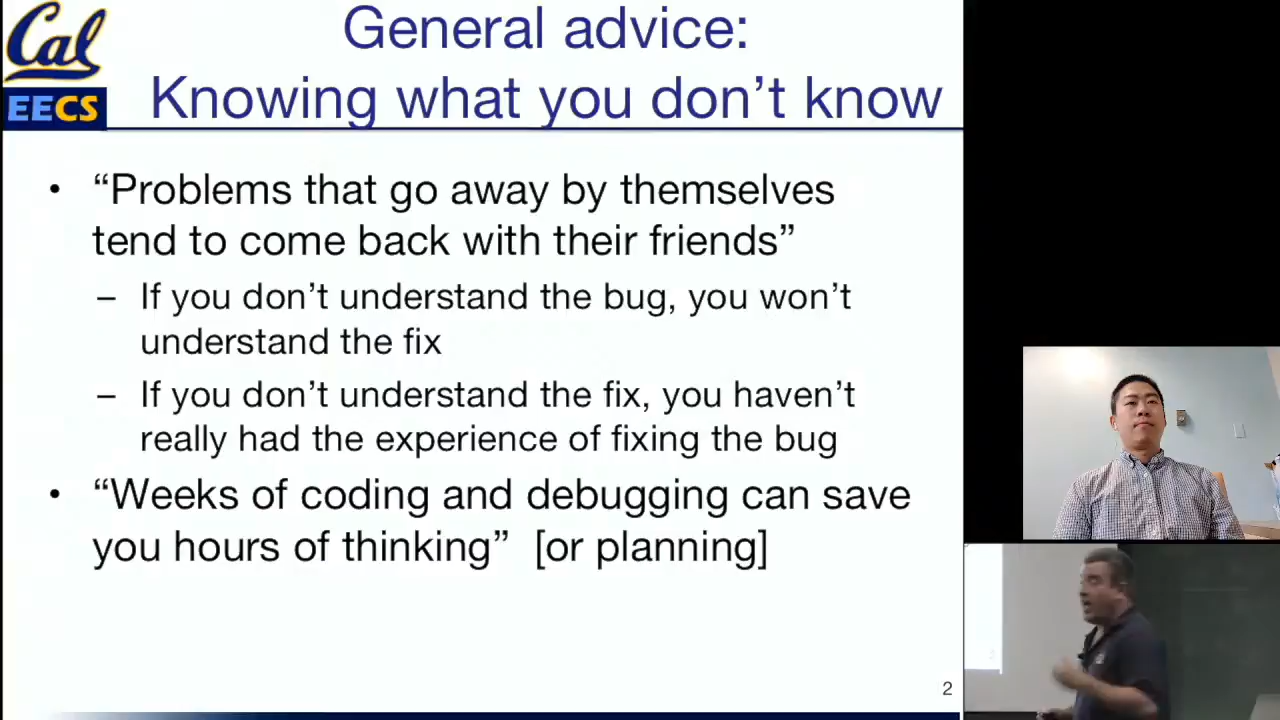 Cal
EECS
General advice:
Knowing what you don’t know
• “Problems that go away by themselves
tend to come back with their friends”
– If you don’t understand the bug, you won’t
understand the fix
– If you don’t understand the fix, you haven’t
really had the experience of fixing the bug
• “Weeks of coding and debugging can save
you hours of thinking” [or planning]
2